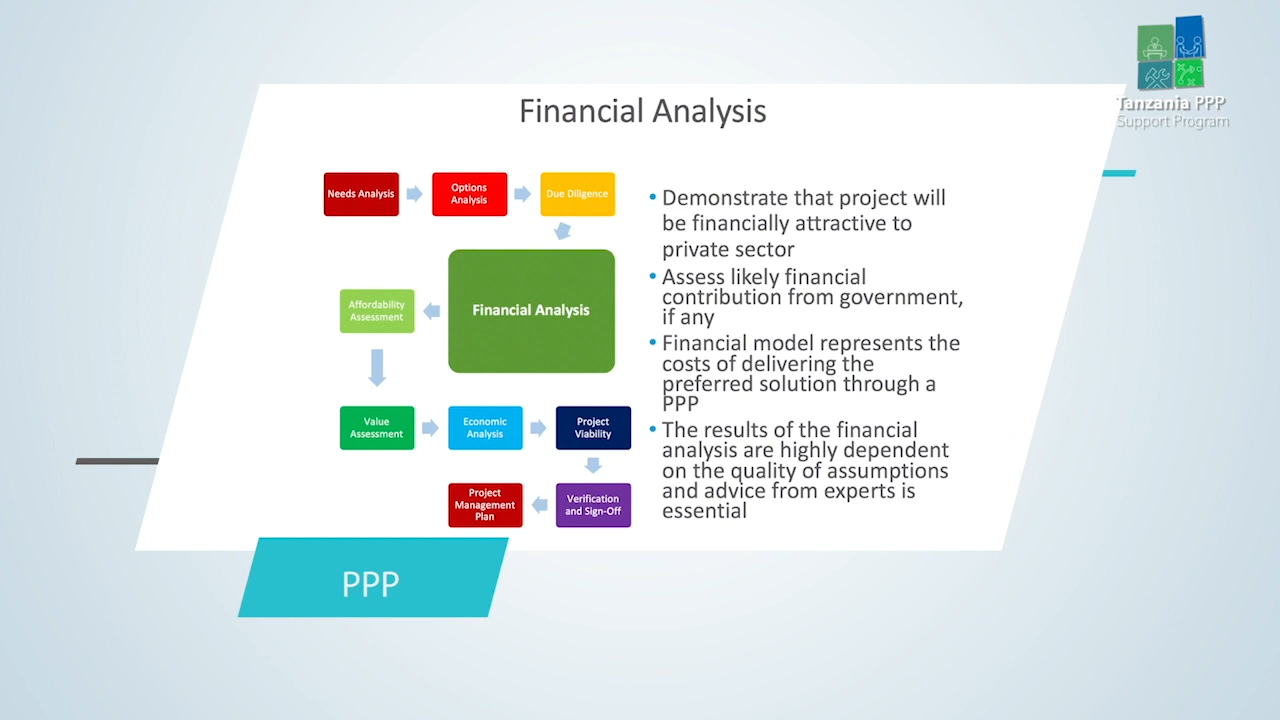 Tanzania PPP
Support Program
Financial Analysis
Needs Analysis
Options
Analysis
Due Diligence
Financial Analysis
Affordability
Assessment
Value
Assessment
Economic
Analysis
Project
Viability
Verification
and Sign-Off
Project
Management
Plan
• Demonstrate that project will
be financially attractive to
private sector
• Assess likely financial
contribution from government,
if any
• Financial model represents the
costs of delivering the
preferred solution through a
PPP
• The results of the financial
analysis are highly dependent
on the quality of assumptions
and advice from experts is
essential
PPP